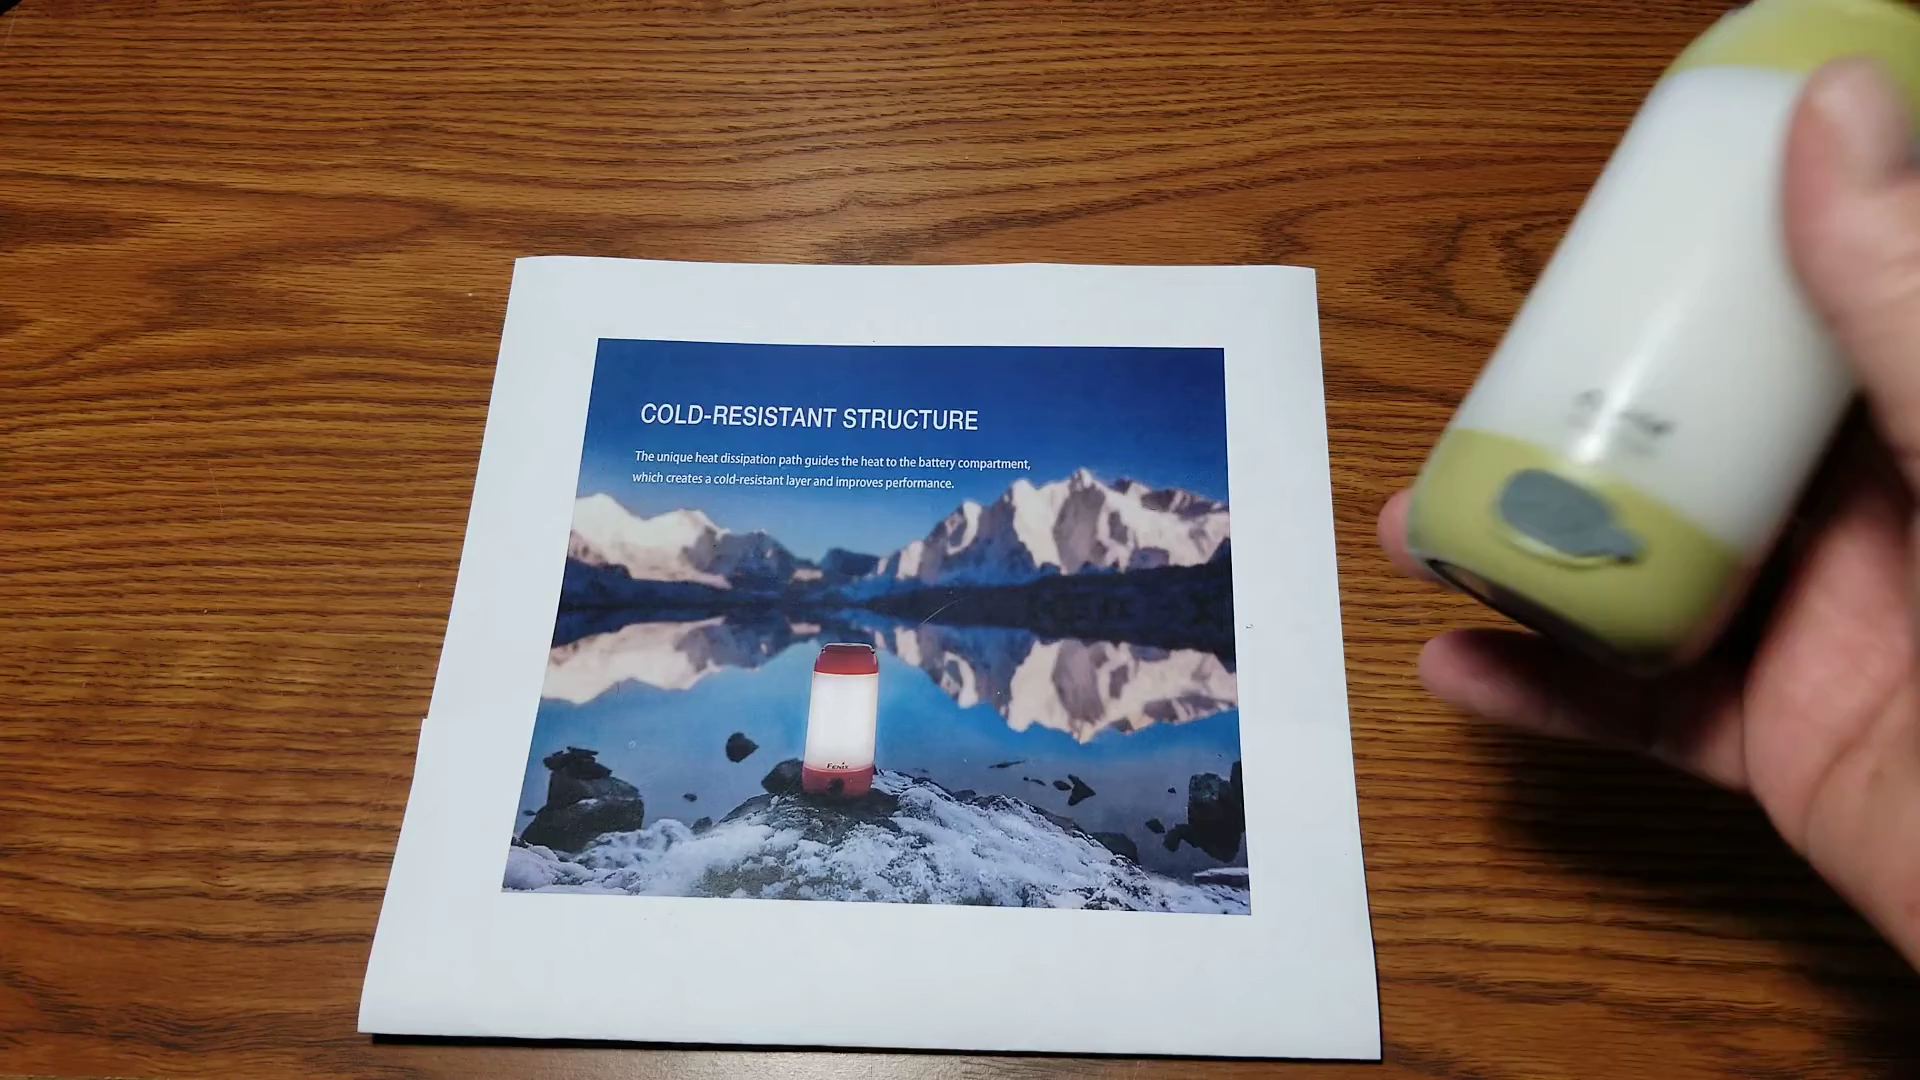 COLD-RESISTANT STRUCTURE
The unique heat dissipation path guides the heat to the battery compartment,
which creates a cold-resistant layer and improves performance.
FENIX